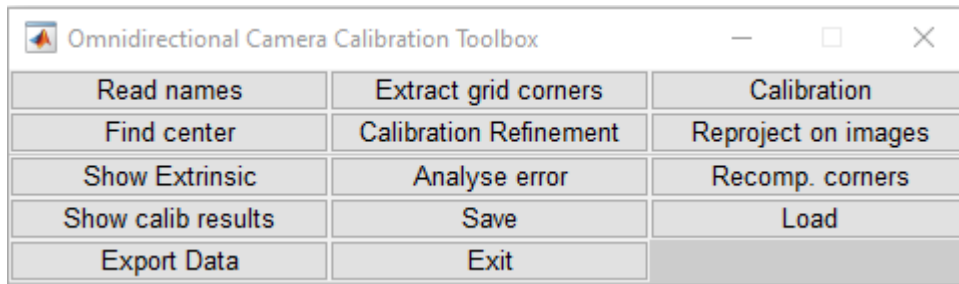 Omnidirectional Camera Calibration Toolbox
Read names Extract grid corners Calibration
Find center Calibration Refinement Reproject on images
Show Extrinsic Analyse error Recomp. corners
Show calib results Save Load
Export Data Exit